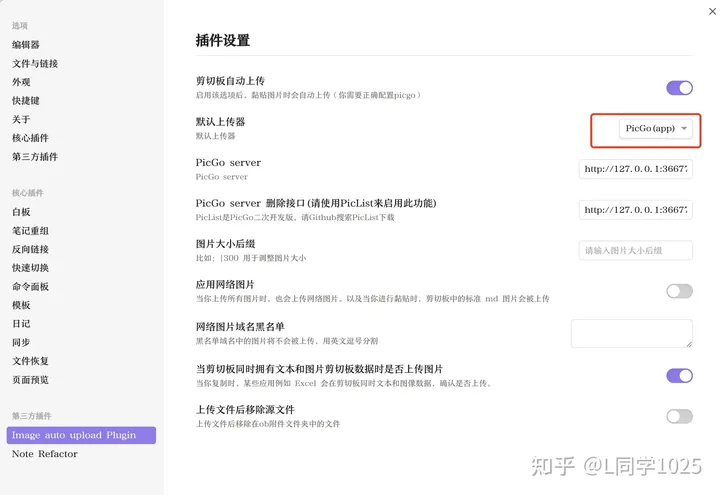 选项
编辑器
文件与链接
外观
快捷键
关于
核心插件
第三方插件
核心插件
白板
笔记重组
反向链接
快速切换
命令面板
模板
日记
同步
文件恢复
页面预览
第三方插件
Image auto upload Plugin
Note Refactor
插件设置
剪切板自动上传
启用该选项后，黏贴图片时会自动上传（你需要正确配置picgo）
默认上传器
默认上传器
PicGo(app)
PicGo server
PicGo server
http://127.0.0.1:36677
PicGo server 删除接口(请使用PicList来启用此功能)
PicList是PicGo二次开发版，请Github搜索PicList下载
http://127.0.0.1:36677
图片大小后缀
比如：|300 用于调整图片大小
请输入图片大小后缀
应用网络图片
当你上传所有图片时，也会上传网络图片。以及当你进行黏贴时，剪切板中的标准 md 图片会被上传
网络图片域名黑名单
黑名单域名中的图片将不会被上传，用英文逗号分割
当剪切板同时拥有文本和图片剪切板数据时是否上传图片
当你复制时，某些应用例如 Excel 会在剪切板同时文本和图像数据，确认是否上传。
上传文件后移除源文件
上传文件后移除在ob附件文件夹中的文件
知乎 @L同学1025